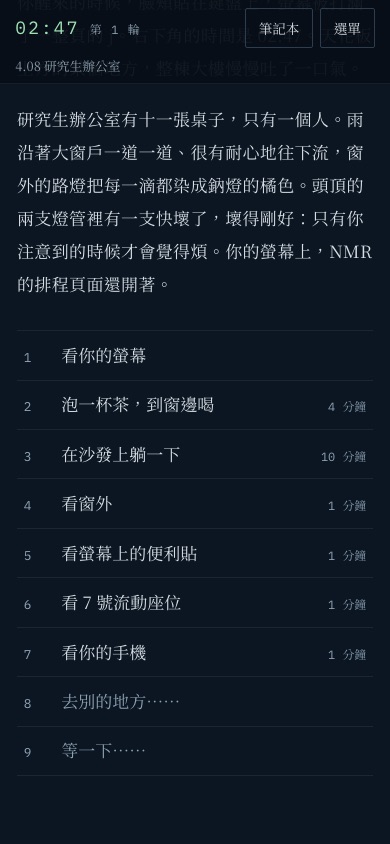 02:47 第 1 輪
筆記本
選單
4.08 研究生辦公室
研究生辦公室有十一張桌子，只有一個人。雨
沿著大窗戶一道一道、很有耐心地往下流，窗
外的路燈把每一滴都染成鈉燈的橘色。頭頂的
兩支燈管裡有一支快壞了，壞得剛好：只有你
注意到的時候才會覺得煩。你的螢幕上，NMR
的排程頁面還開著。
1 看你的螢幕
2 泡一杯茶，到窗邊喝 4 分鐘
3 在沙發上躺一下 10 分鐘
4 看窗外 1 分鐘
5 看螢幕上的便利貼 1 分鐘
6 看 7 號流動座位 1 分鐘
7 看你的手機 1 分鐘
8 去別的地方……
9 等一下……